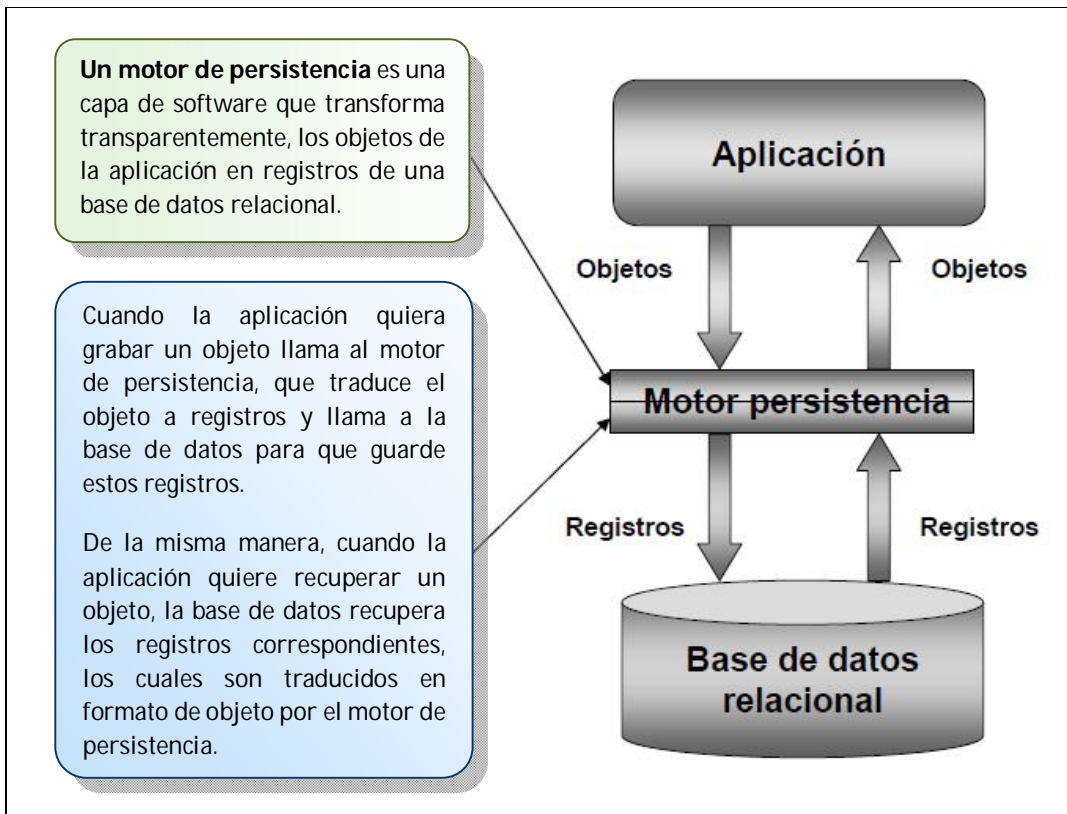 Un motor de persistencia es una
capa de software que transforma
transparentemente, los objetos de
la aplicación en registros de una
base de datos relacional.
Cuando la aplicación quiera
grabar un objeto llama al motor
de persistencia, que traduce el
objeto a registros y llama a la
base de datos para que guarde
estos registros.
De la misma manera, cuando la
aplicación quiere recuperar un
objeto, la base de datos recupera
los registros correspondientes,
los cuales son traducidos en
formato de objeto por el motor de
persistencia.
Aplicación
Objetos
Objetos
Motor persistencia
Registros
Registros
Base de datos
relacional